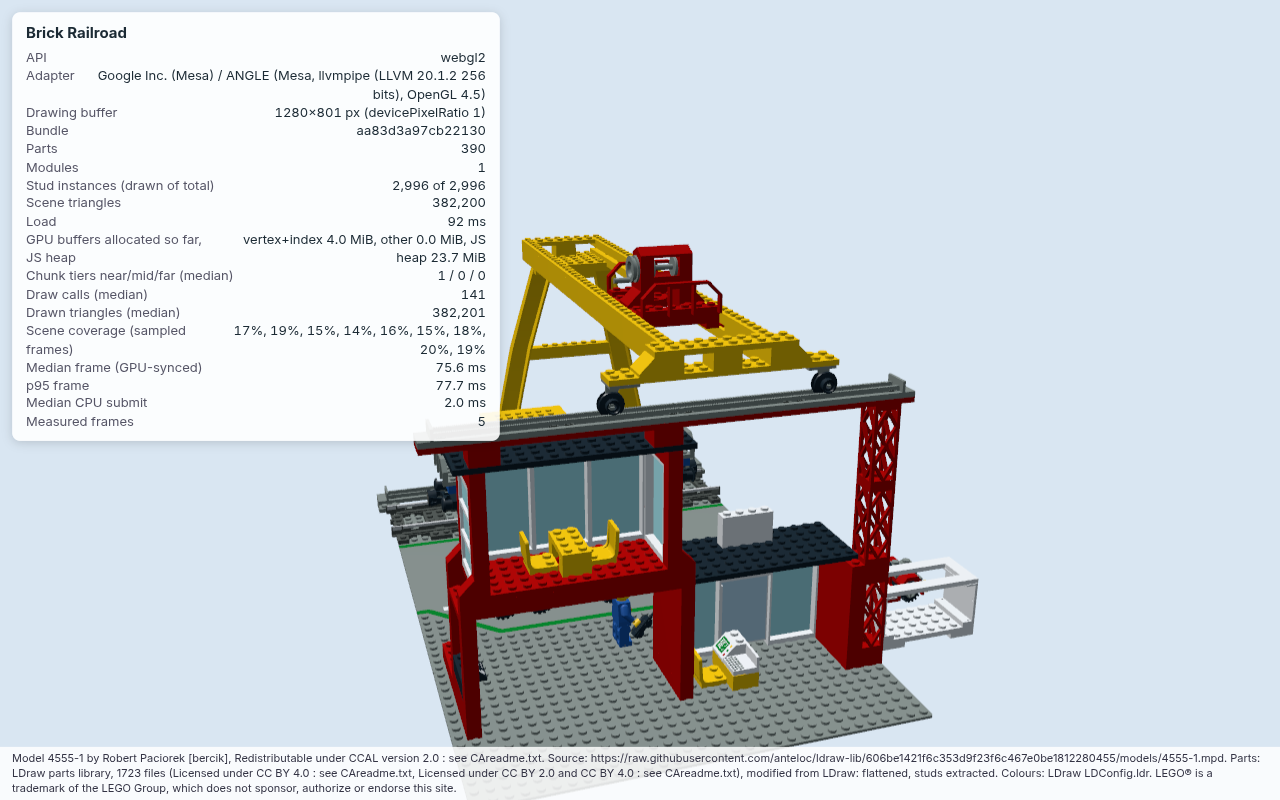 Brick Railroad
API webgl2
Adapter Google Inc. (Mesa) / ANGLE (Mesa, llvmpipe (LLVM 20.1.2 256
bits), OpenGL 4.5)
Drawing buffer 1280×801 px (devicePixelRatio 1)
Bundle aa83d3a97cb22130
Parts 390
Modules 1
Stud instances (drawn of total) 2,996 of 2,996
Scene triangles 382,200
Load 92 ms
GPU buffers allocated so far, vertex+index 4.0 MiB, other 0.0 MiB, JS
JS heap heap 23.7 MiB
Chunk tiers near/mid/far (median) 1 / 0 / 0
Draw calls (median) 141
Drawn triangles (median) 382,201
Scene coverage (sampled 17%, 19%, 15%, 14%, 16%, 15%, 18%,
frames) 20%, 19%
Median frame (GPU-synced) 75.6 ms
p95 frame 77.7 ms
Median CPU submit 2.0 ms
Measured frames 5
Model 4555-1 by Robert Paciorek [bercik], Redistributable under CCAL version 2.0 : see CAreadme.txt. Source: https://raw.githubusercontent.com/anteloc/ldraw-lib/606be1421f6c353d9f23f6c467e0be1812280455/models/4555-1.mpd. Parts:
LDraw parts library, 1723 files (Licensed under CC BY 4.0 : see CAreadme.txt, Licensed under CC BY 2.0 and CC BY 4.0 : see CAreadme.txt), modified from LDraw: flattened, studs extracted. Colours: LDraw LDConfig.ldr. LEGO® is a
trademark of the LEGO Group, which does not sponsor, authorize or endorse this site.